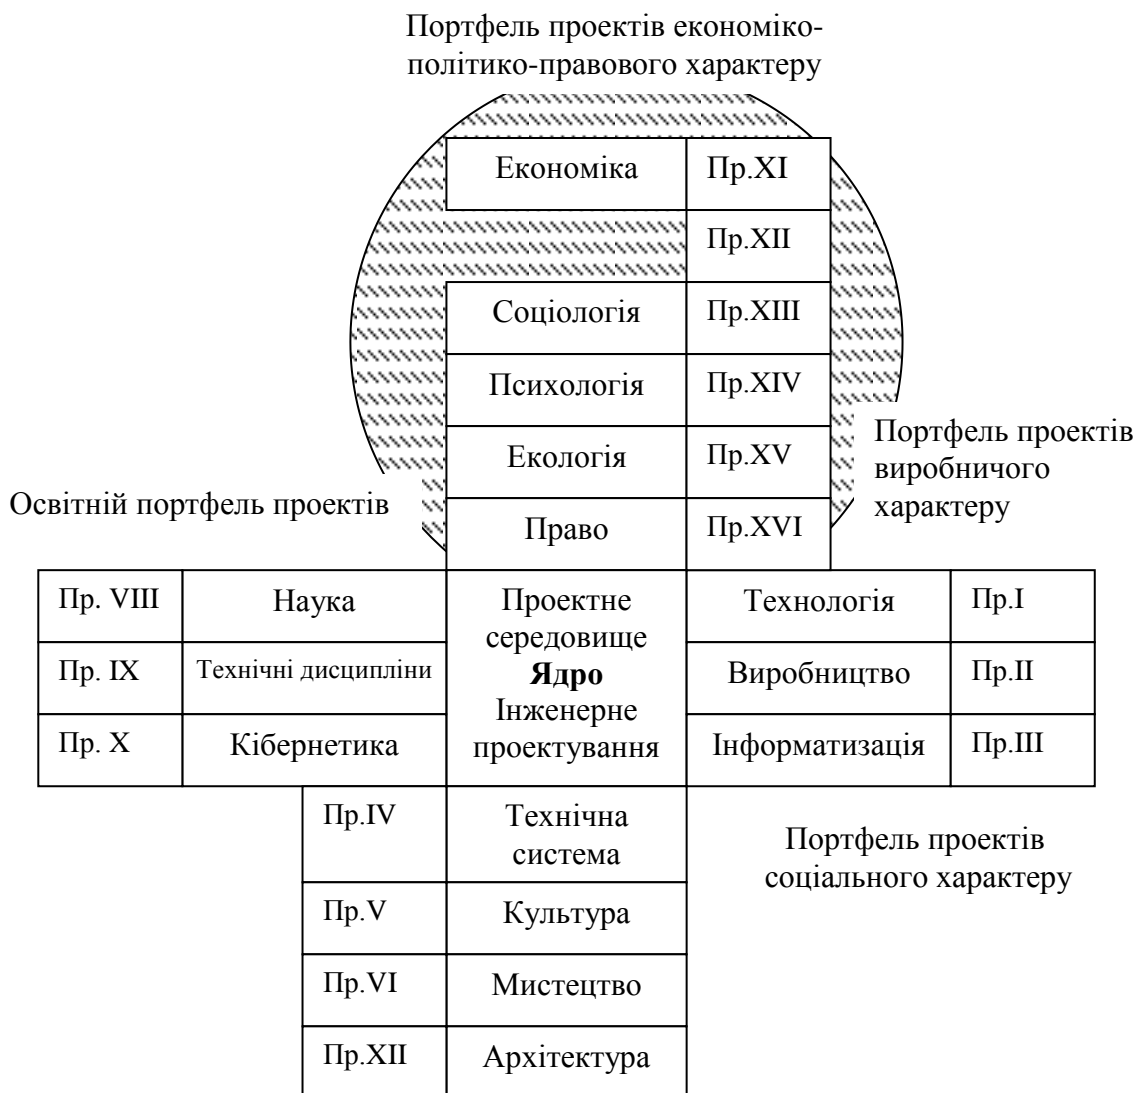 Портфель проектів економіко-
політико-правового характеру
Економіка
Пр.XI
Пр.XII
Соціологія
Пр.XIII
Психологія
Пр.XIV
Екологія
Пр.XV
Право
Пр.XVI
Портфель проектів
виробничого
характеру
Освітній портфель проектів
Пр. VIII
Наука
Пр. IX
Технічні дисципліни
Пр. X
Кібернетика
Проектне
середовище
Ядро
Інженерне
проектування
Технологія
Пр.I
Виробництво
Пр.II
Інформатизація
Пр.III
Пр.IV
Технічна
система
Пр.V
Культура
Пр.VI
Мистецтво
Пр.XII
Архітектура
Портфель проектів
соціального характеру